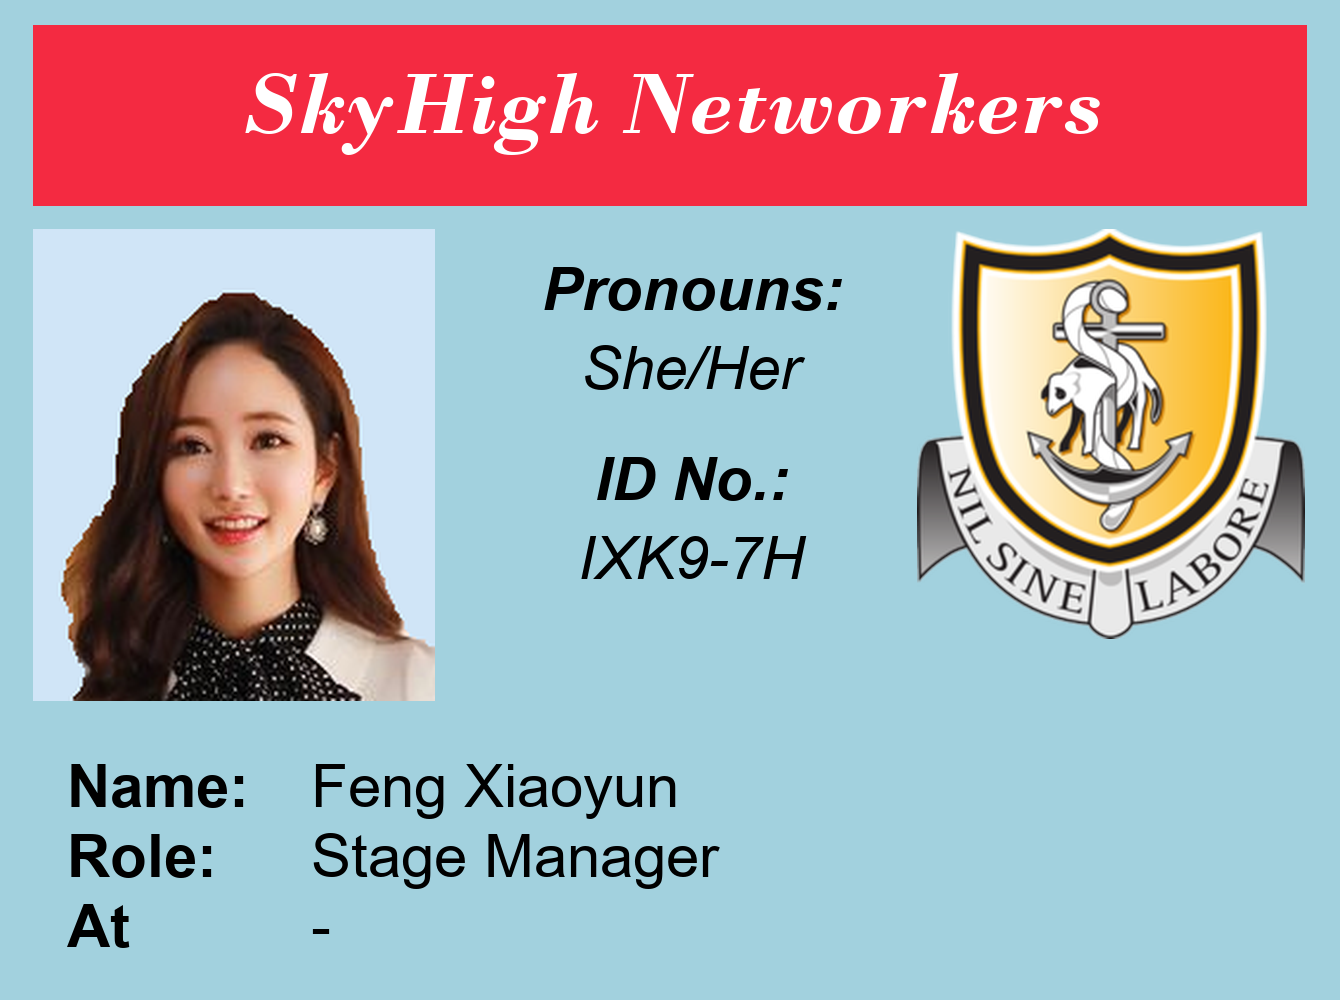 SkyHigh Networkers
Pronouns:
She/Her
ID No.:
IXK9-7H
NIL SINE LABORE
Name: Feng Xiaoyun
Role: Stage Manager
At -